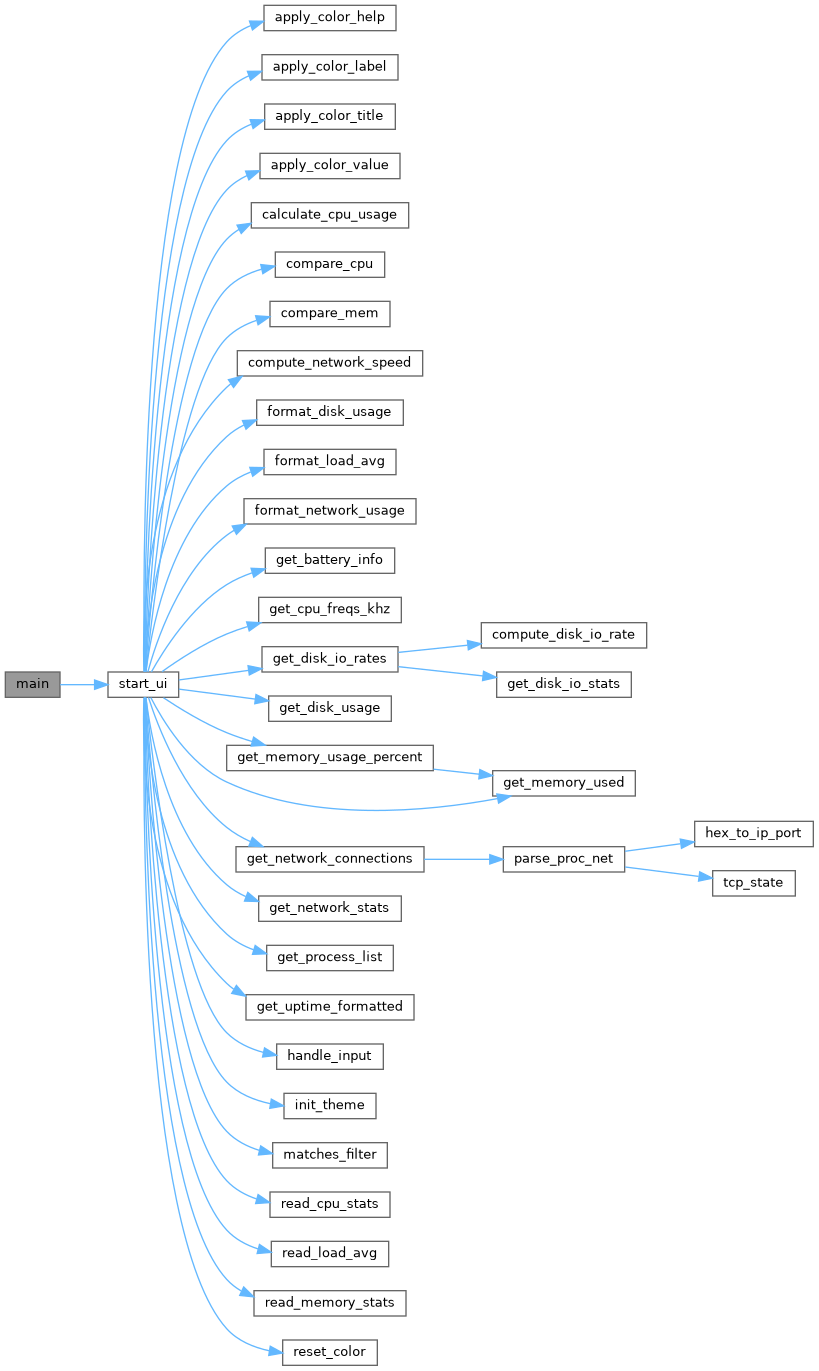 apply_color_help
apply_color_label
apply_color_title
apply_color_value
calculate_cpu_usage
compare_cpu
compare_mem
compute_network_speed
format_disk_usage
format_load_avg
format_network_usage
get_battery_info
get_cpu_freqs_khz
compute_disk_io_rate
get_disk_io_rates
main
start_ui
get_disk_io_stats
get_disk_usage
get_memory_usage_percent
get_memory_used
hex_to_ip_port
get_network_connections
parse_proc_net
tcp_state
get_network_stats
get_process_list
get_uptime_formatted
handle_input
init_theme
matches_filter
read_cpu_stats
read_load_avg
read_memory_stats
reset_color